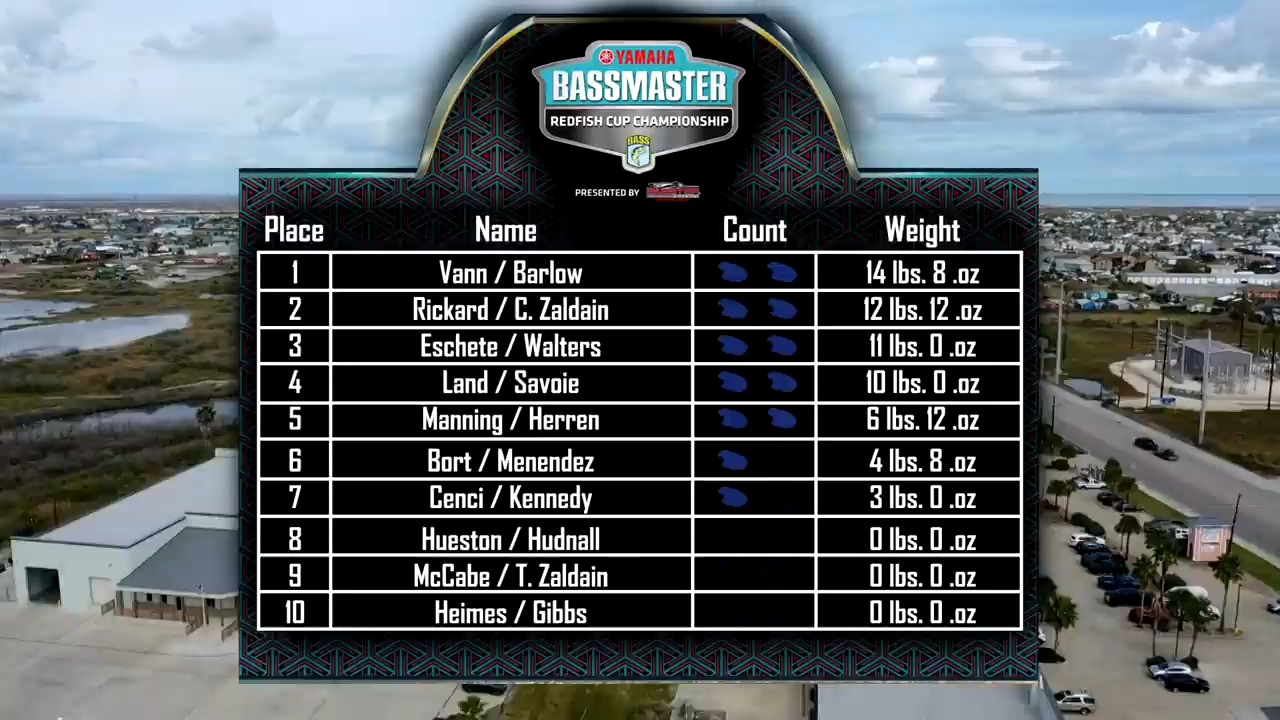 YAMAHA
BASSMASTER
REDFISH CUP CHAMPIONSHIP
BASS
PRESENTED BY
Place Name Count Weight
1 Vann / Barlow 14 lbs. 8 .oz
2 Rickard / C. Zaldain 12 lbs. 12 .oz
3 Eschete / Walters 11 lbs. 0 .oz
4 Land / Savoie 10 lbs. 0 .oz
5 Manning / Herren 6 lbs. 12 .oz
6 Bort / Menendez 4 lbs. 8 .oz
7 Cenci / Kennedy 3 lbs. 0 .oz
8 Hueston / Hudnall 0 lbs. 0 .oz
9 McCabe / T. Zaldain 0 lbs. 0 .oz
10 Heimes / Gibbs 0 lbs. 0 .oz